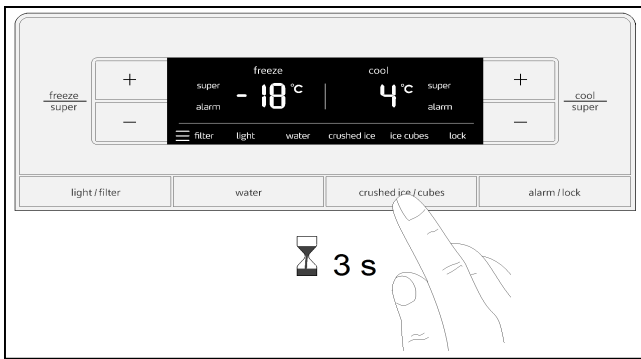 freeze
cool
super
super
+
-18 °C
4 °C
+
freeze
super
alarm
alarm
cool
super
−
−
filter light water crushed ice ice cubes lock
light / filter
water
crushed ice / cubes
alarm / lock
3 s